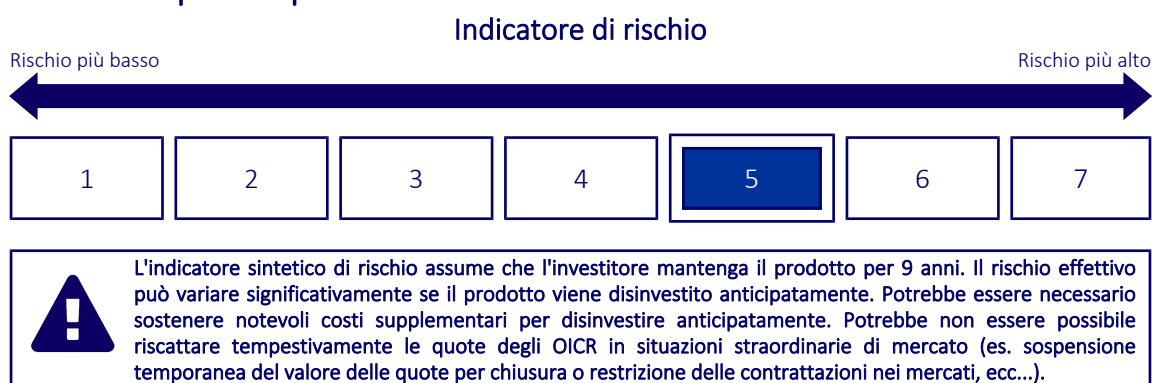 Indicatore di rischio
Rischio più basso
Rischio più alto
1 2 3 4 5 6 7
L'indicatore sintetico di rischio assume che l'investitore mantenga il prodotto per 9 anni. Il rischio effettivo
può variare significativamente se il prodotto viene disinvestito anticipatamente. Potrebbe essere necessario
sostenere notevoli costi supplementari per disinvestire anticipatamente. Potrebbe non essere possibile
riscattare tempestivamente le quote degli OICR in situazioni straordinarie di mercato (es. sospensione
temporanea del valore delle quote per chiusura o restrizione delle contrattazioni nei mercati, ecc...).